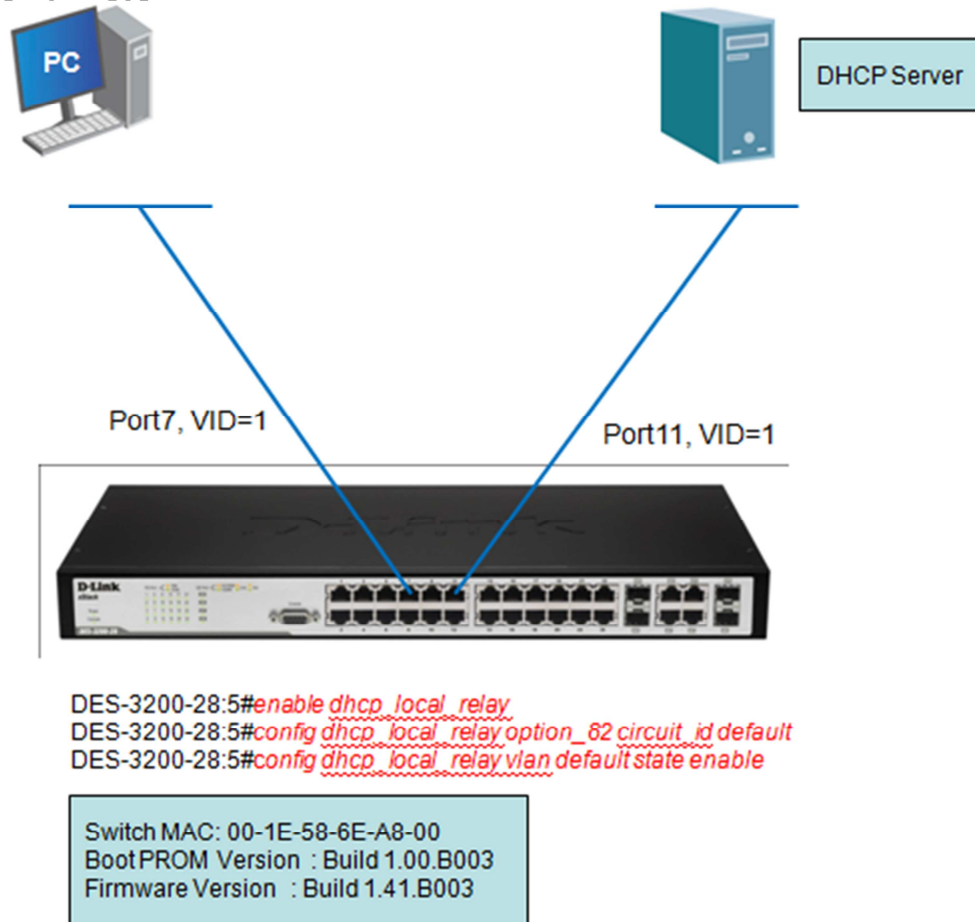 PC
DHCP Server
Port7, VID=1
Port11, VID=1
D-Link
DES-3200-28:5#enable dhcp_local_relay
DES-3200-28:5#config dhcp_local_relay option_82 circuit_id default
DES-3200-28:5#config dhcp_local_relay vlan default state enable
Switch MAC: 00-1E-58-6E-A8-00
Boot PROM Version : Build 1.00.B003
Firmware Version : Build 1.41.B003